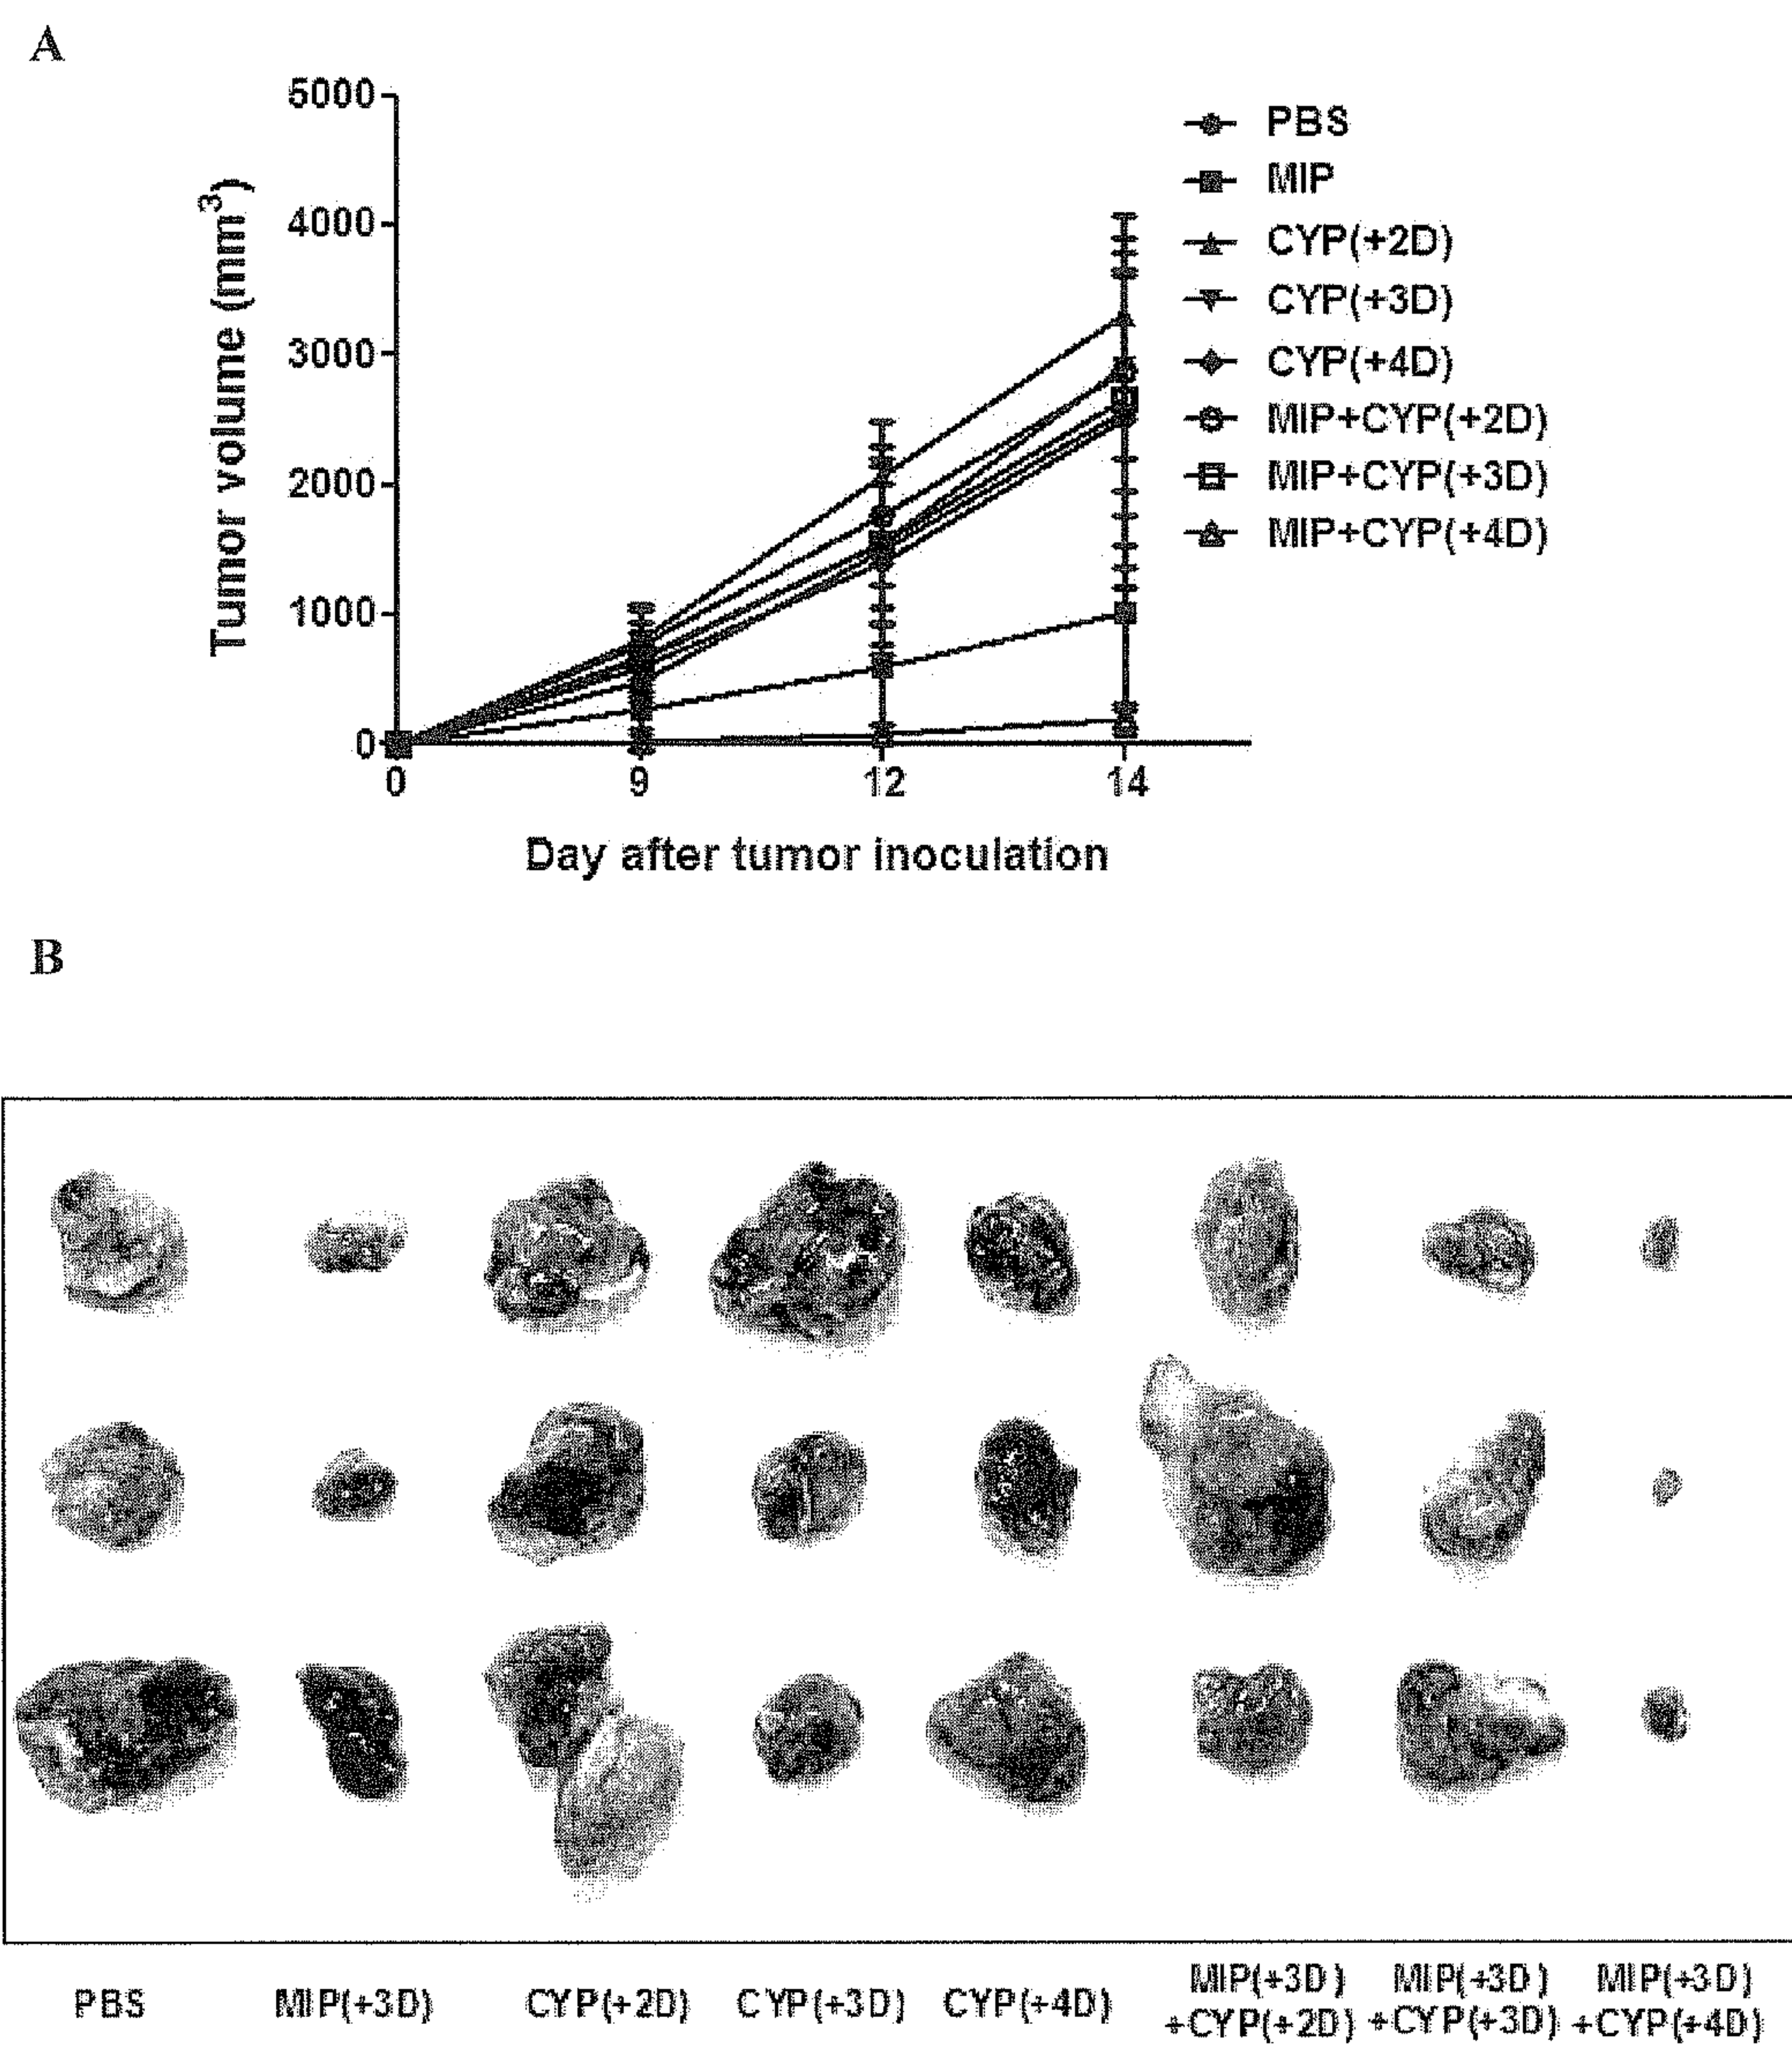 A
5000
4000
3000
2000
1000
0
Tumor volume (mm³)
0 9 12 14
Day after tumor inoculation
PBS
MIP
CYP(+2D)
CYP(+3D)
CYP(+4D)
MIP+CYP(+2D)
MIP+CYP(+3D)
MIP+CYP(+4D)
B
PBS MIP(+3D) CYP(+2D) CYP(+3D) CYP(+4D) MIP(+3D) MIP(+3D) MIP(+3D)
+CYP(+2D) +CYP(+3D) +CYP(+4D)